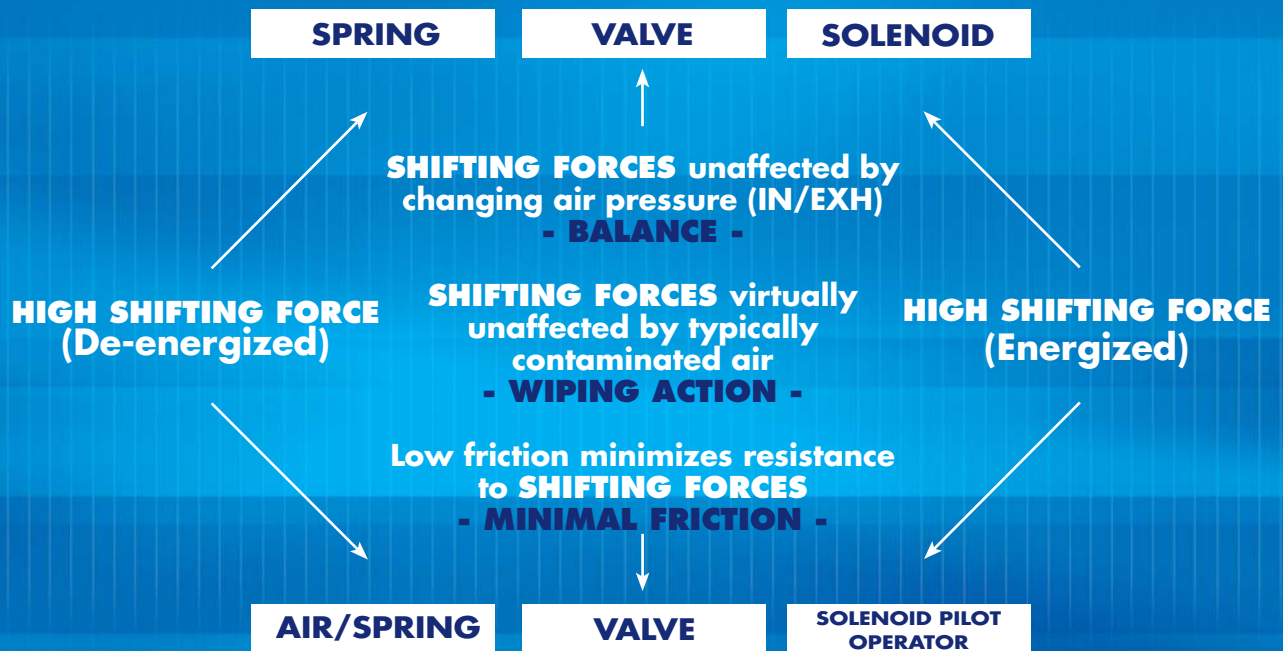 SPRING
VALVE
SOLENOID
SHIFTING FORCES unaffected by
changing air pressure (IN/EXH)
- BALANCE -
HIGH SHIFTING FORCE
(De-energized)
SHIFTING FORCES virtually
unaffected by typically
contaminated air
- WIPING ACTION -
HIGH SHIFTING FORCE
(Energized)
Low friction minimizes resistance
to SHIFTING FORCES
- MINIMAL FRICTION -
AIR/SPRING
VALVE
SOLENOID PILOT
OPERATOR